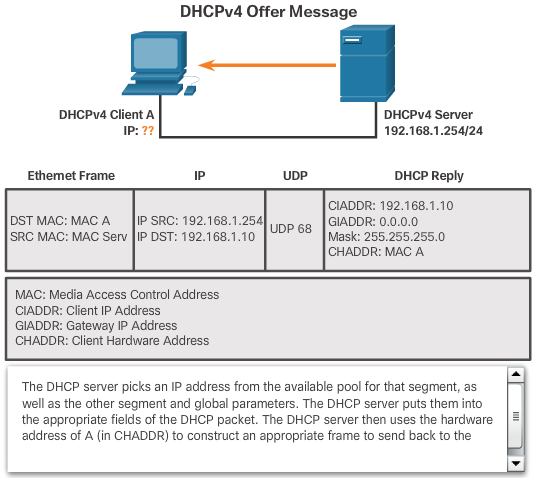 DHCPv4 Offer Message
DHCPv4 Client A
IP: ??
DHCPv4 Server
192.168.1.254/24
Ethernet Frame
IP
UDP
DHCP Reply
DST MAC: MAC A
SRC MAC: MAC Serv
IP SRC: 192.168.1.254
IP DST: 192.168.1.10
UDP 68
CIADDR: 192.168.1.10
GIADDR: 0.0.0.0
Mask: 255.255.255.0
CHADDR: MAC A
MAC: Media Access Control Address
CIADDR: Client IP Address
GIADDR: Gateway IP Address
CHADDR: Client Hardware Address
The DHCP server picks an IP address from the available pool for that segment, as
well as the other segment and global parameters. The DHCP server puts them into
the appropriate fields of the DHCP packet. The DHCP server then uses the hardware
address of A (in CHADDR) to construct an appropriate frame to send back to the